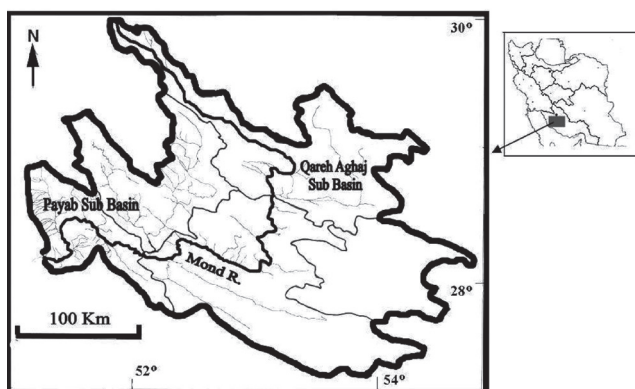 30°
N
Qareh Aghaj
Sub Basin
Payab Sub Basin
Mond R.
28°
100 Km
52°
54°